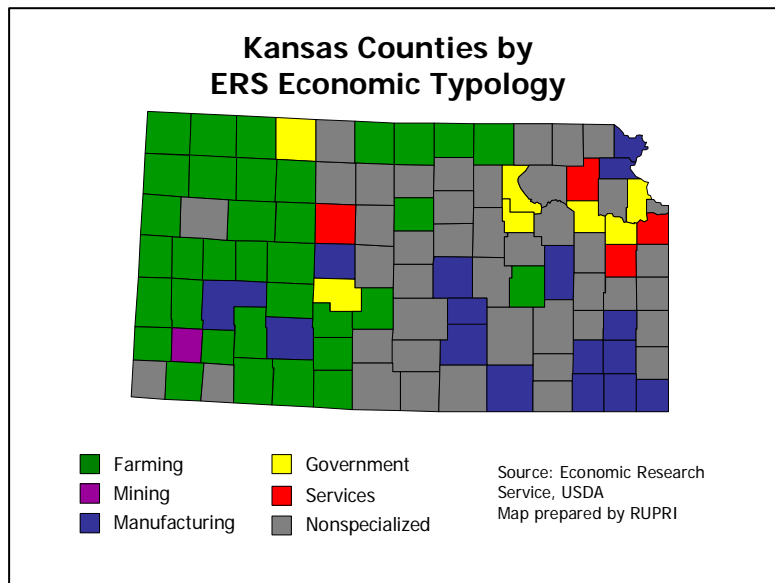 Kansas Counties by
ERS Economic Typology
Farming
Mining
Manufacturing
Government
Services
Nonspecialized
Source: Economic Research
Service, USDA
Map prepared by RUPRI